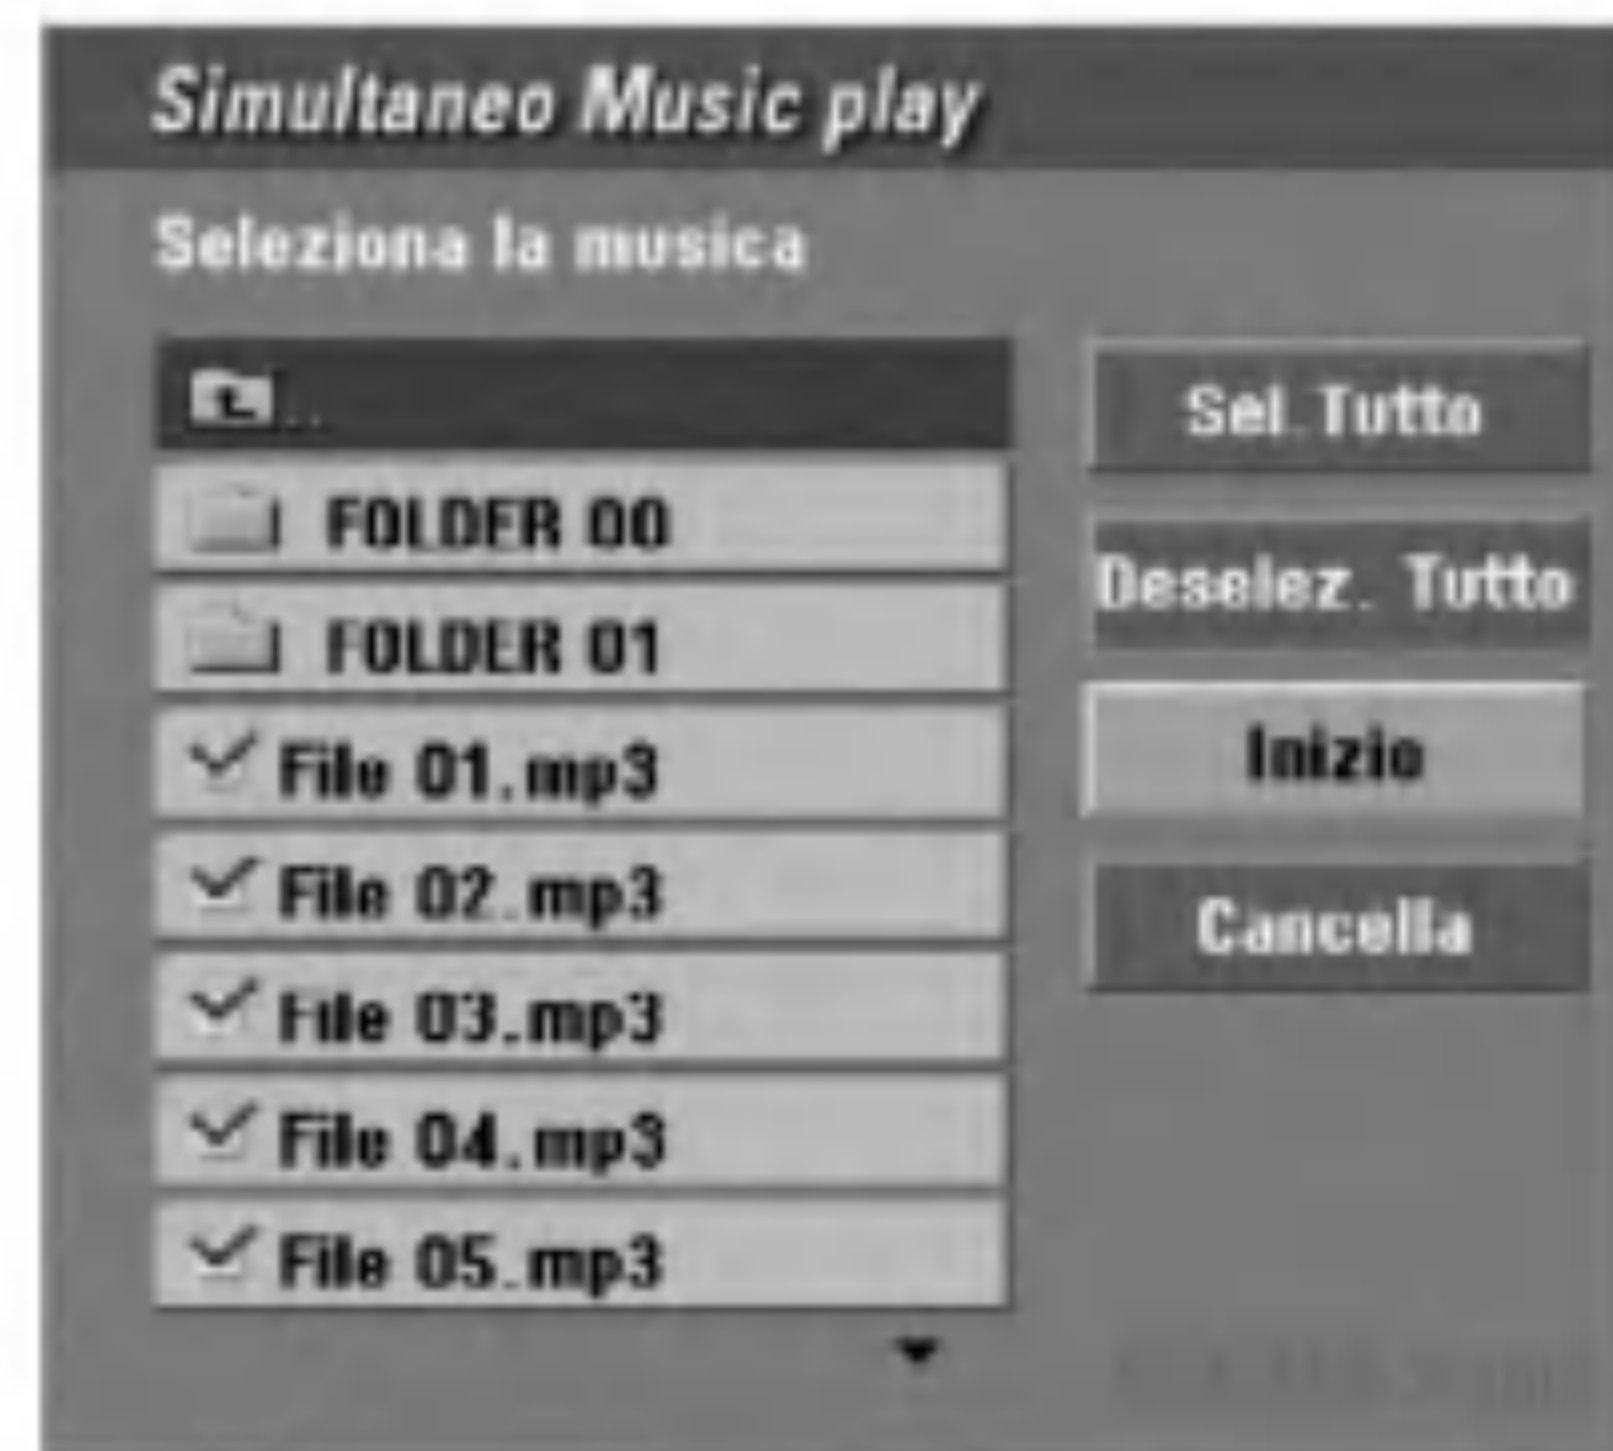 Simultaneo Music play
Seleziona la musica
..
FOLDER 00
FOLDER 01
File 01.mp3
File 02.mp3
File 03.mp3
File 04.mp3
File 05.mp3
Sel.Tutto
Deselez. Tutto
Inizio
Cancella